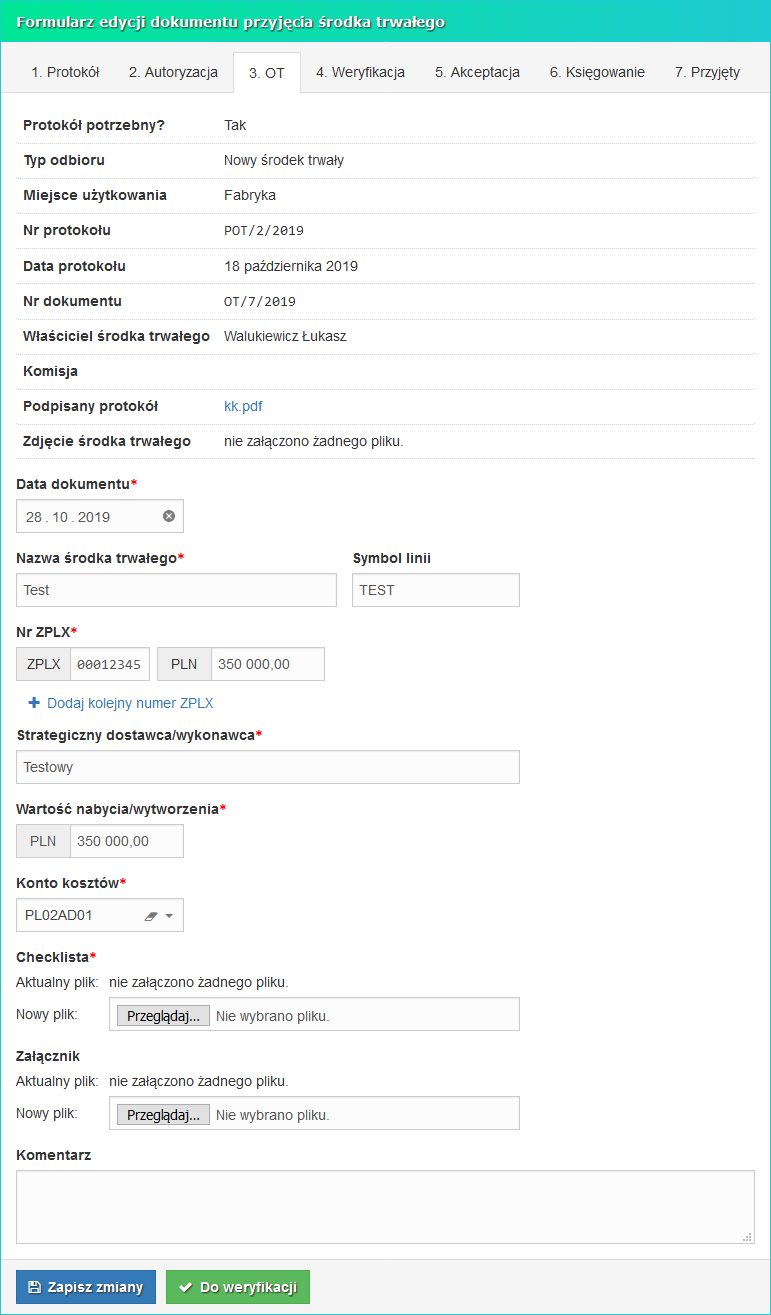 Formularz edycji dokumentu przyjęcia środka trwałego
1. Protokół 2. Autoryzacja 3. OT 4. Weryfikacja 5. Akceptacja 6. Księgowanie 7. Przyjęty
Protokół potrzebny? Tak
Typ odbioru Nowy środek trwały
Miejsce użytkowania Fabryka
Nr protokołu POT/2/2019
Data protokołu 18 października 2019
Nr dokumentu OT/7/2019
Właściciel środka trwałego Walukiewicz Łukasz
Komisja
Podpisany protokół kk.pdf
Zdjęcie środka trwałego nie załączono żadnego pliku.
Data dokumentu*
28 . 10 . 2019
Nazwa środka trwałego* Symbol linii
Test TEST
Nr ZPLX*
ZPLX 00012345 PLN 350 000,00
Dodaj kolejny numer ZPLX
Strategiczny dostawca/wykonawca*
Testowy
Wartość nabycia/wytworzenia*
PLN 350 000,00
Konto kosztów*
PL02AD01
Checklista*
Aktualny plik: nie załączono żadnego pliku.
Nowy plik: Przeglądaj... Nie wybrano pliku.
Załącznik
Aktualny plik: nie załączono żadnego pliku.
Nowy plik: Przeglądaj... Nie wybrano pliku.
Komentarz
Zapisz zmiany Do weryfikacji